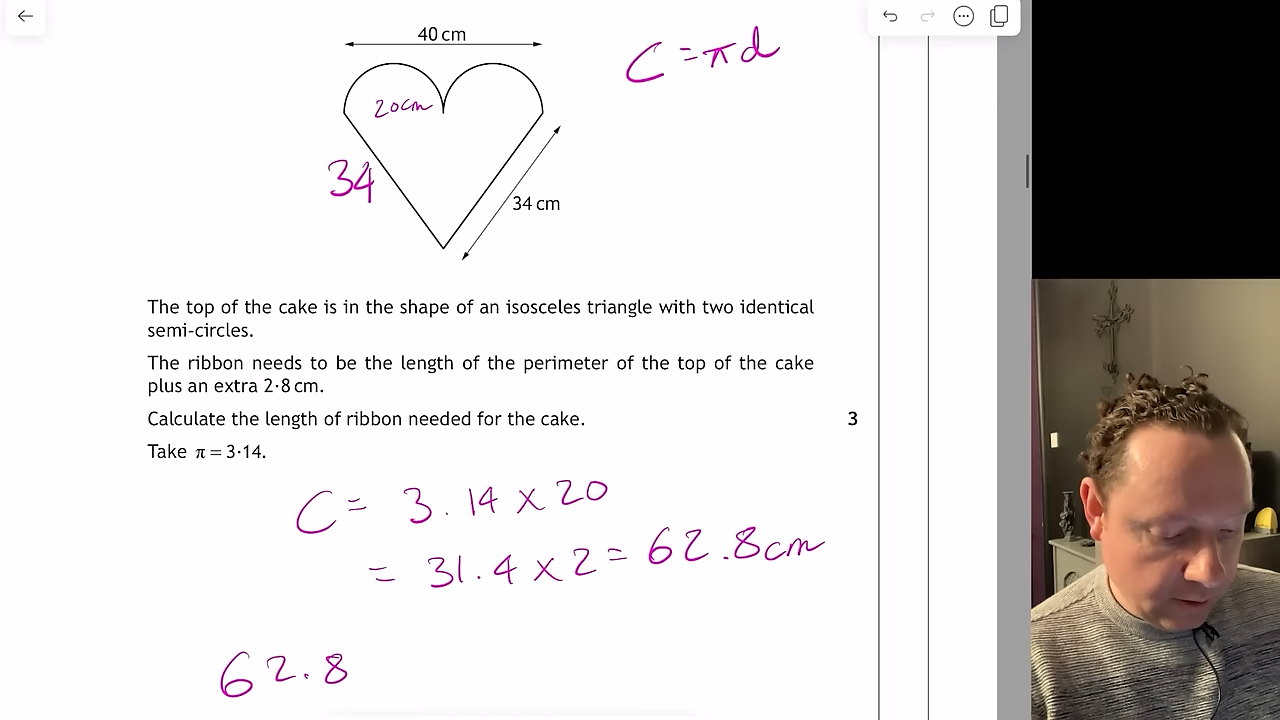 40 cm
C = πd
20cm
34
34 cm
The top of the cake is in the shape of an isosceles triangle with two identical
semi-circles.
The ribbon needs to be the length of the perimeter of the top of the cake
plus an extra 2·8 cm.
Calculate the length of ribbon needed for the cake. 3
Take π = 3·14.
C = 3.14 x 20
= 31.4 x 2 = 62.8cm
62.8